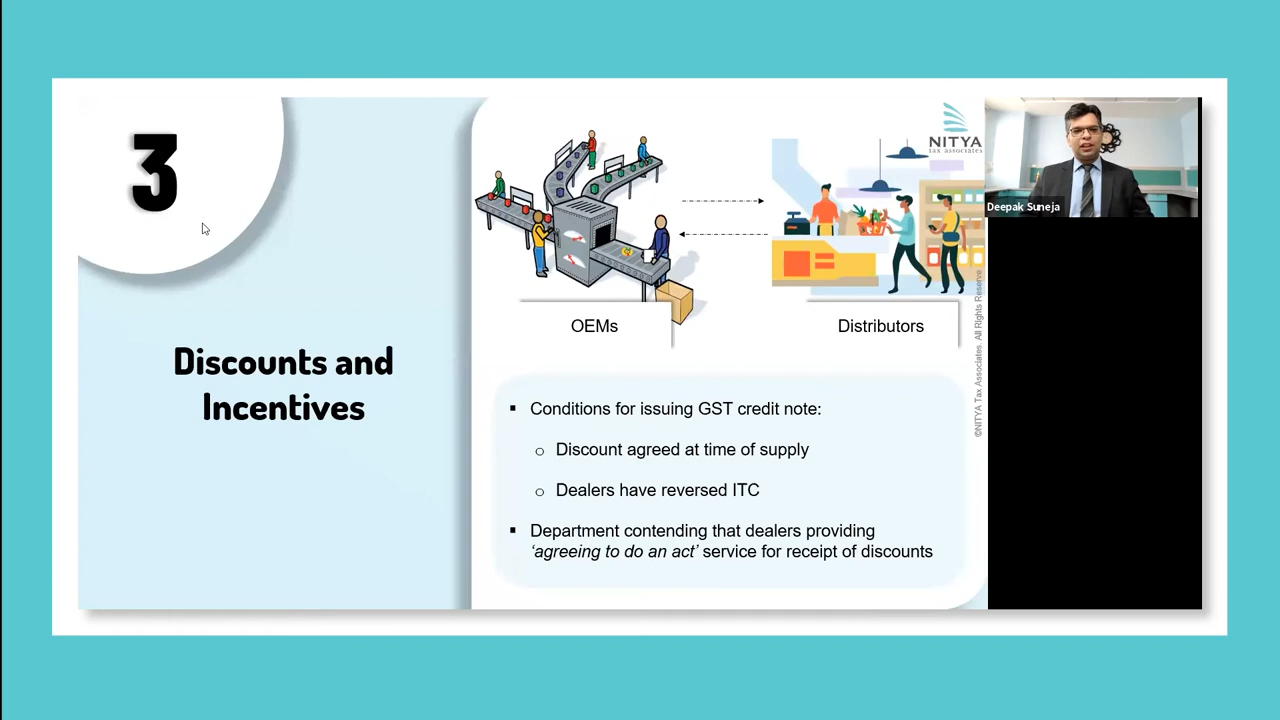 3
Discounts and
Incentives
NITYA
tax associates
Deepak Suneja
OEMs
Distributors
©NITYA Tax Associates. All Rights Reserve
▪ Conditions for issuing GST credit note:
o Discount agreed at time of supply
o Dealers have reversed ITC
▪ Department contending that dealers providing
‘agreeing to do an act’ service for receipt of discounts